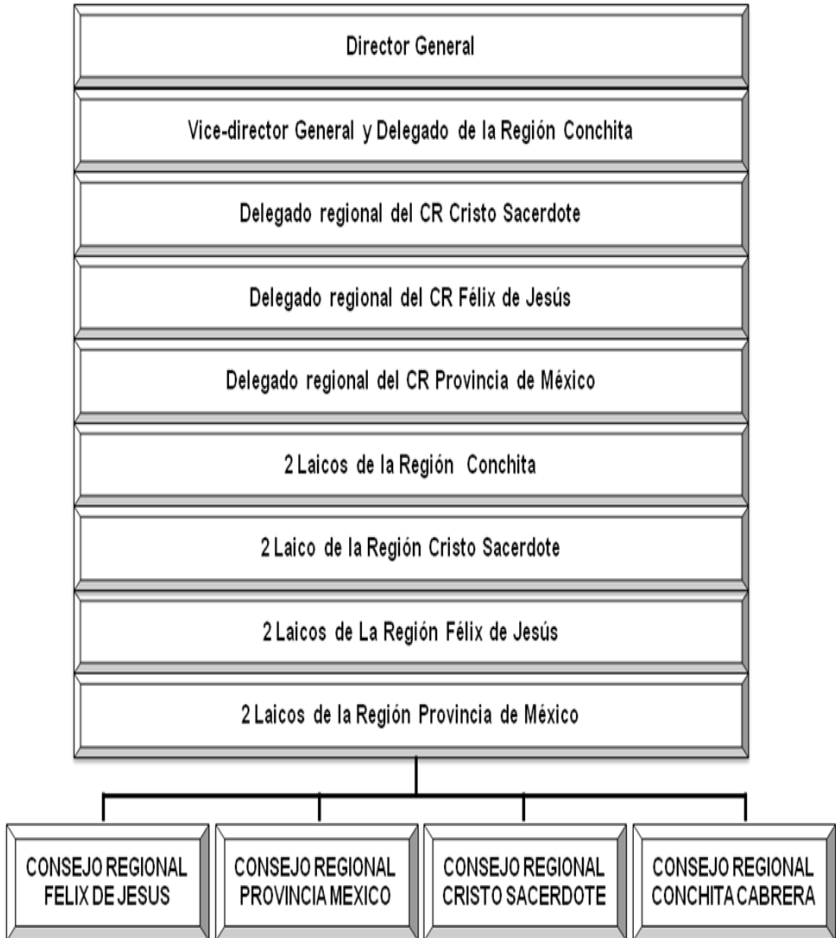 Director General
Vice-director General y Delegado de la Región Conchita
Delegado regional del CR Cristo Sacerdote
Delegado regional del CR Félix de Jesús
Delegado regional del CR Provincia de México
2 Laicos de la Región Conchita
2 Laico de la Región Cristo Sacerdote
2 Laicos de La Región Félix de Jesús
2 Laicos de la Región Provincia de México
CONSEJO REGIONAL
FELIX DE JESUS
CONSEJO REGIONAL
PROVINCIA MEXICO
CONSEJO REGIONAL
CRISTO SACERDOTE
CONSEJO REGIONAL
CONCHITA CABRERA